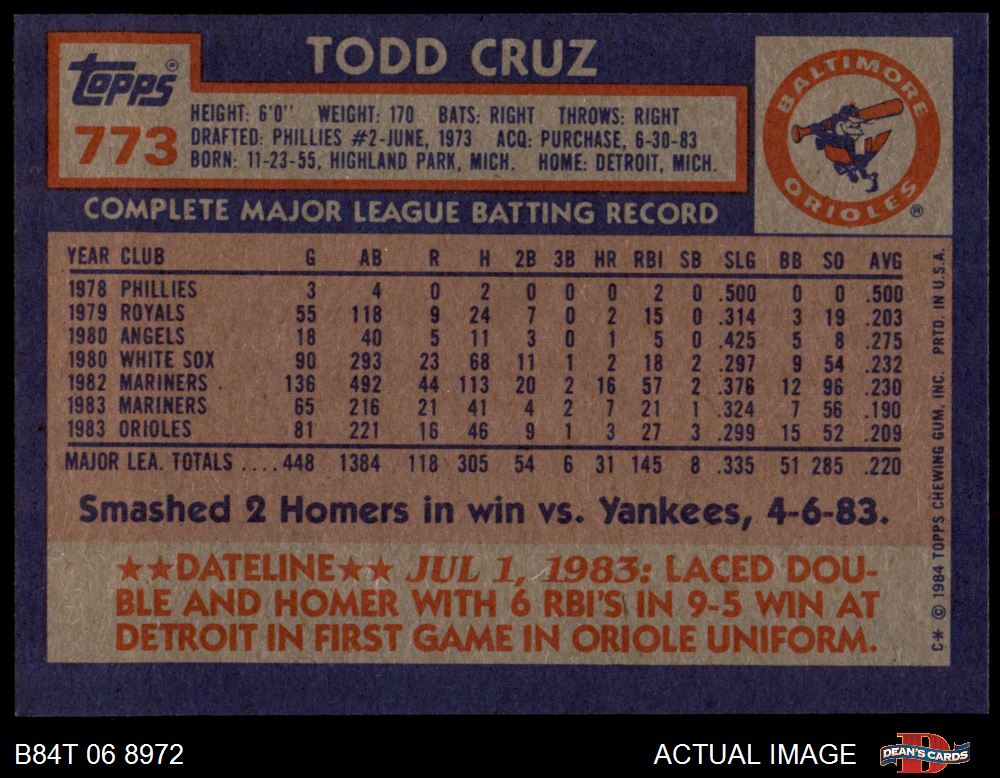 TODD CRUZ
topps®
773
HEIGHT: 6'0" WEIGHT: 170 BATS: RIGHT THROWS: RIGHT
DRAFTED: PHILLIES #2-JUNE, 1973 ACQ: PURCHASE, 6-30-83
BORN: 11-23-55, HIGHLAND PARK, MICH. HOME: DETROIT, MICH.
BALTIMORE
ORIOLES®
COMPLETE MAJOR LEAGUE BATTING RECORD
YEAR CLUB G AB R H 2B 3B HR RBI SB SLG BB SO AVG
1978 PHILLIES 3 4 0 2 0 0 0 2 0 .500 0 0 .500
1979 ROYALS 55 118 9 24 7 0 2 15 0 .314 3 19 .203
1980 ANGELS 18 40 5 11 3 0 1 5 0 .425 5 8 .275
1980 WHITE SOX 90 293 23 68 11 1 2 18 2 .297 9 54 .232
1982 MARINERS 136 492 44 113 20 2 16 57 2 .376 12 96 .230
1983 MARINERS 65 216 21 41 4 2 7 21 1 .324 7 56 .190
1983 ORIOLES 81 221 16 46 9 1 3 27 3 .299 15 52 .209
MAJOR LEA. TOTALS ....448 1384 118 305 54 6 31 145 8 .335 51 285 .220
Smashed 2 Homers in win vs. Yankees, 4-6-83.
★★DATELINE★★ JUL 1, 1983: LACED DOU-
BLE AND HOMER WITH 6 RBI'S IN 9-5 WIN AT
DETROIT IN FIRST GAME IN ORIOLE UNIFORM.
C* © 1984 TOPPS CHEWING GUM, INC. PRTD. IN U.S.A.
B84T 06 8972
ACTUAL IMAGE
D
DEAN'S CARDS